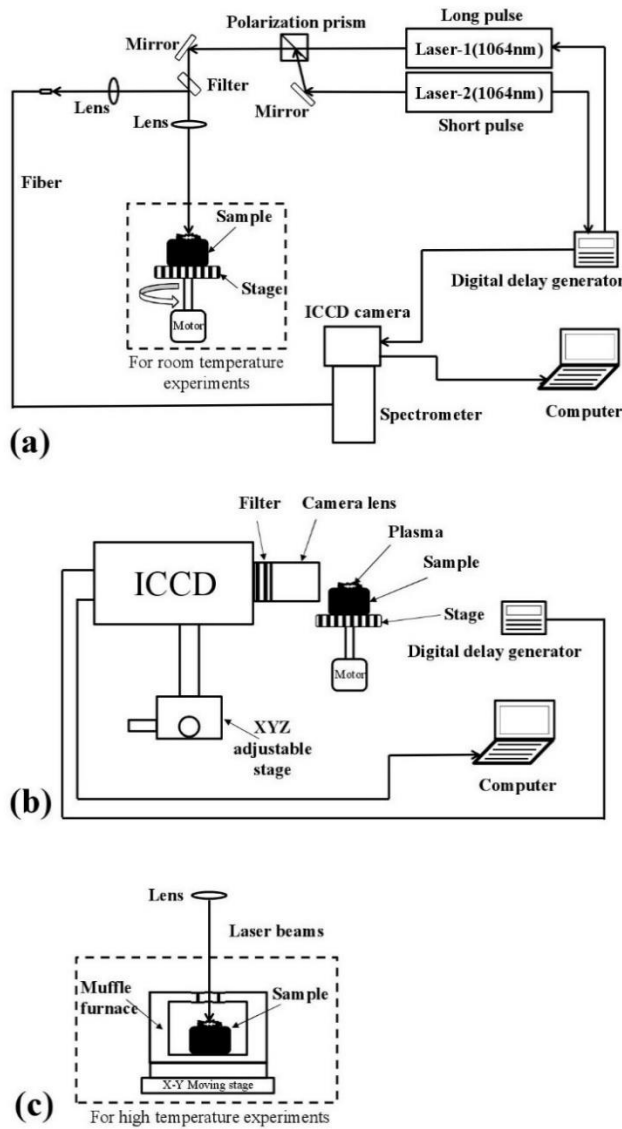 Polarization prism
Long pulse
Mirror
Laser-1(1064nm)
Filter
Laser-2(1064nm)
Lens
Mirror
Lens
Short pulse
Fiber
Sample
Stage
Digital delay generator
ICCD camera
Motor
For room temperature
experiments
Computer
Spectrometer
(a)
Filter
Camera lens
Plasma
Sample
ICCD
Stage
Digital delay generator
Motor
XYZ
adjustable
stage
Computer
(b)
Lens
Laser beams
Muffle
furnace
Sample
X-Y Moving stage
(c)
For high temperature experiments